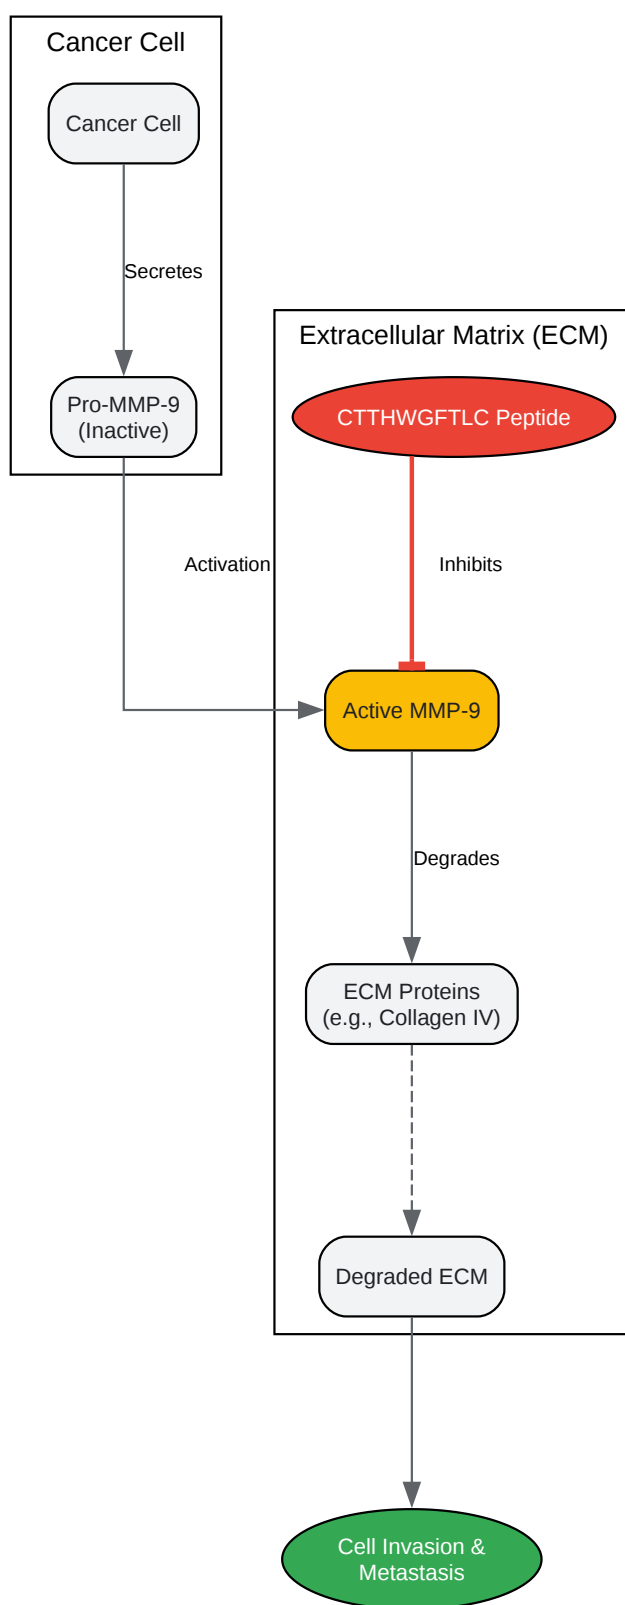 Cancer Cell
Cancer Cell
Secretes
Pro-MMP-9
(Inactive)
Extracellular Matrix (ECM)
CTTHWGFTLC Peptide
Activation
Inhibits
Active MMP-9
Degrades
ECM Proteins
(e.g., Collagen IV)
Degraded ECM
Cell Invasion &
Metastasis